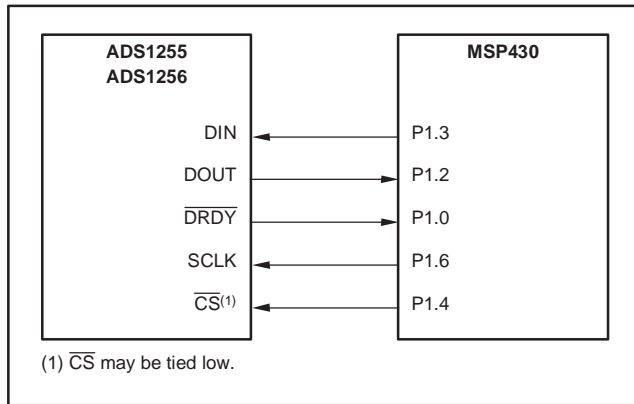 ADS1255 MSP430
ADS1256
DIN P1.3
DOUT P1.2
DRDY P1.0
SCLK P1.6
CS(1) P1.4
(1) CS may be tied low.